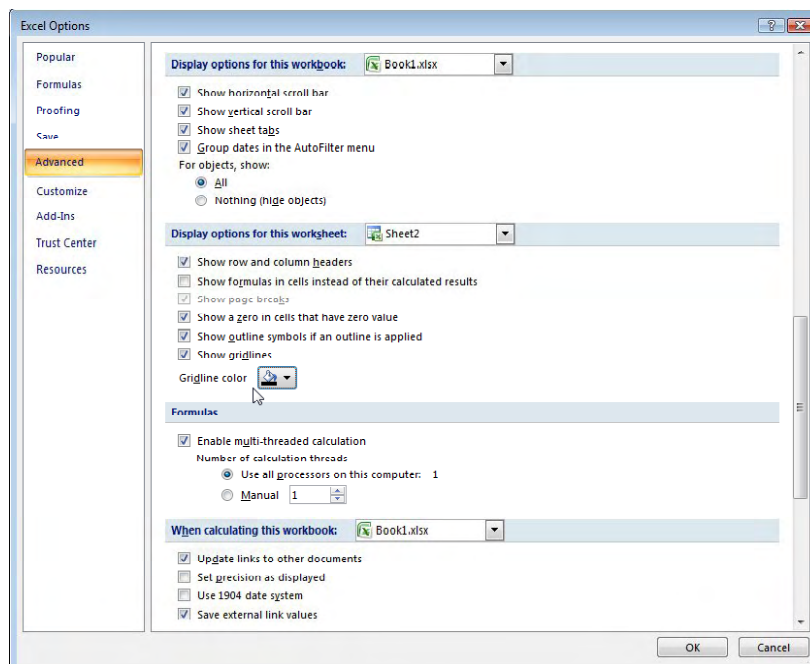 Excel Options
Popular
Formulas
Proofing
Save
Advanced
Customize
Add-Ins
Trust Center
Resources
Display options for this workbook: Book1.xlsx
Show horizontal scroll bar
Show vertical scroll bar
Show sheet tabs
Group dates in the AutoFilter menu
For objects, show:
All
Nothing (hide objects)
Display options for this worksheet: Sheet2
Show row and column headers
Show formulas in cells instead of their calculated results
Show page breaks
Show a zero in cells that have zero value
Show outline symbols if an outline is applied
Show gridlines
Gridline color
Formulas
Enable multi-threaded calculation
Number of calculation threads
Use all processors on this computer: 1
Manual 1
When calculating this workbook: Book1.xlsx
Update links to other documents
Set precision as displayed
Use 1904 date system
Save external link values
OK Cancel